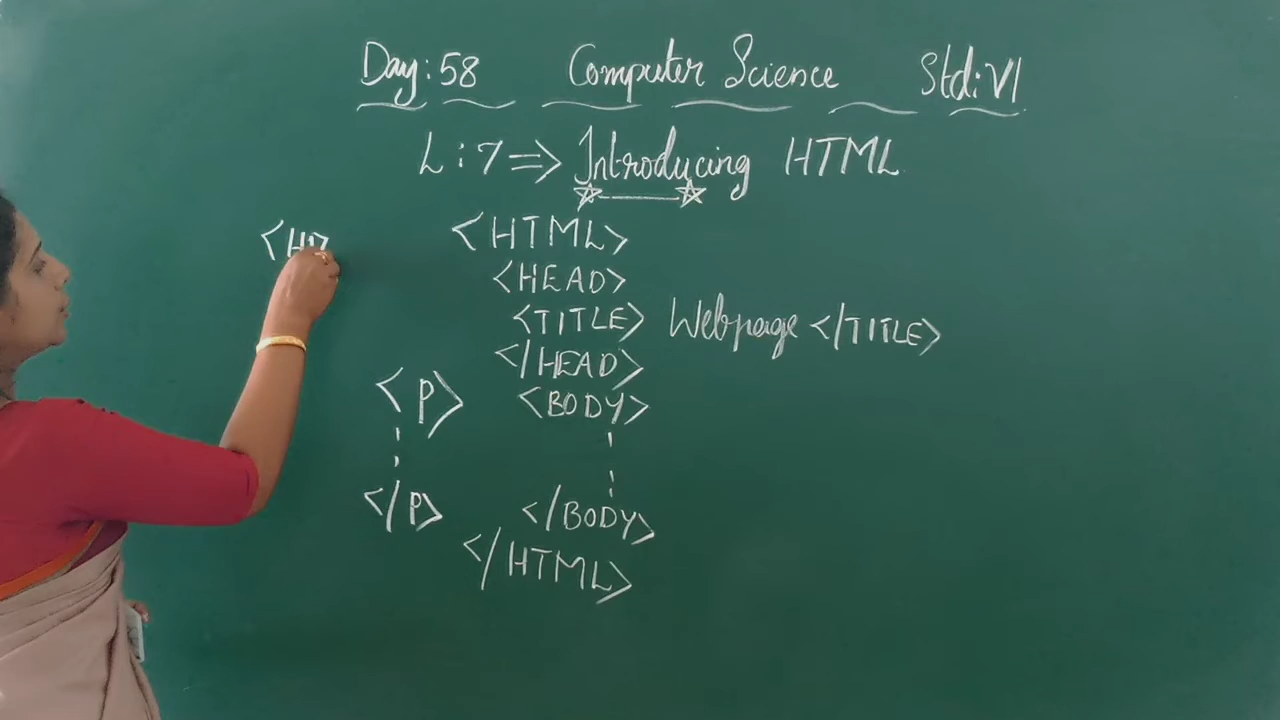 Day: 58 Computer Science Std: VI
L: 7 => Introducing HTML
<HTML>
<HEAD>
<TITLE> Webpage </TITLE>
</HEAD>
<BODY>
</BODY>
</HTML>
<P>
</P>